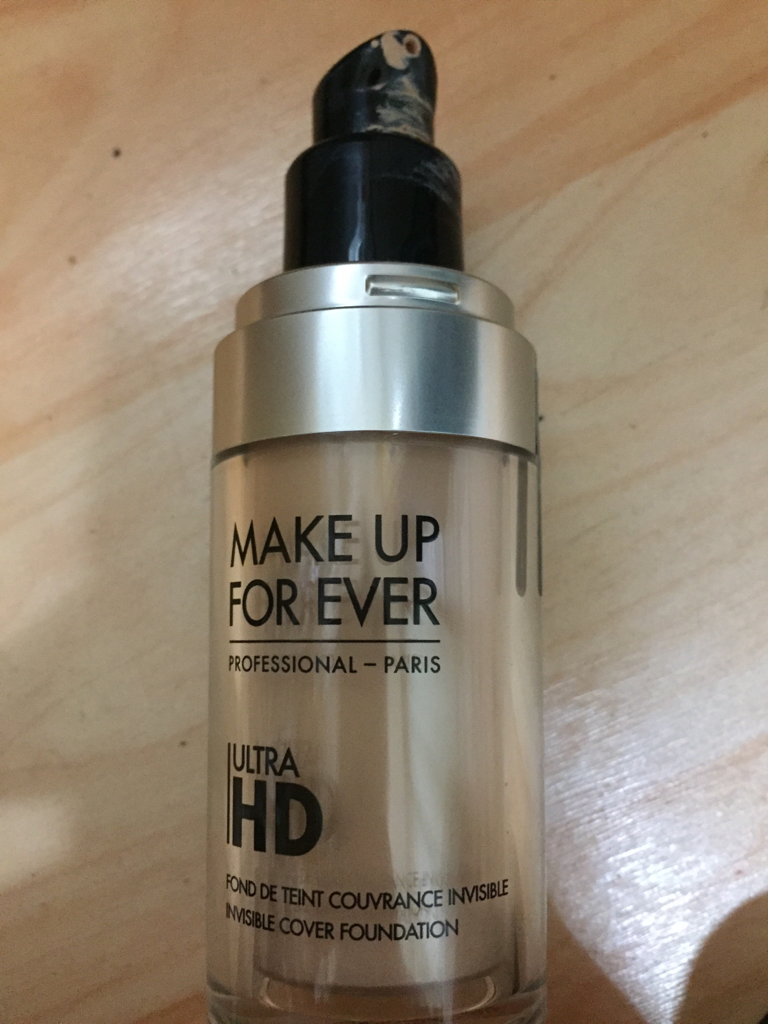 MAKE UP
FOR EVER
PROFESSIONAL – PARIS
ULTRA
HD
FOND DE TEINT COUVRANCE INVISIBLE
INVISIBLE COVER FOUNDATION